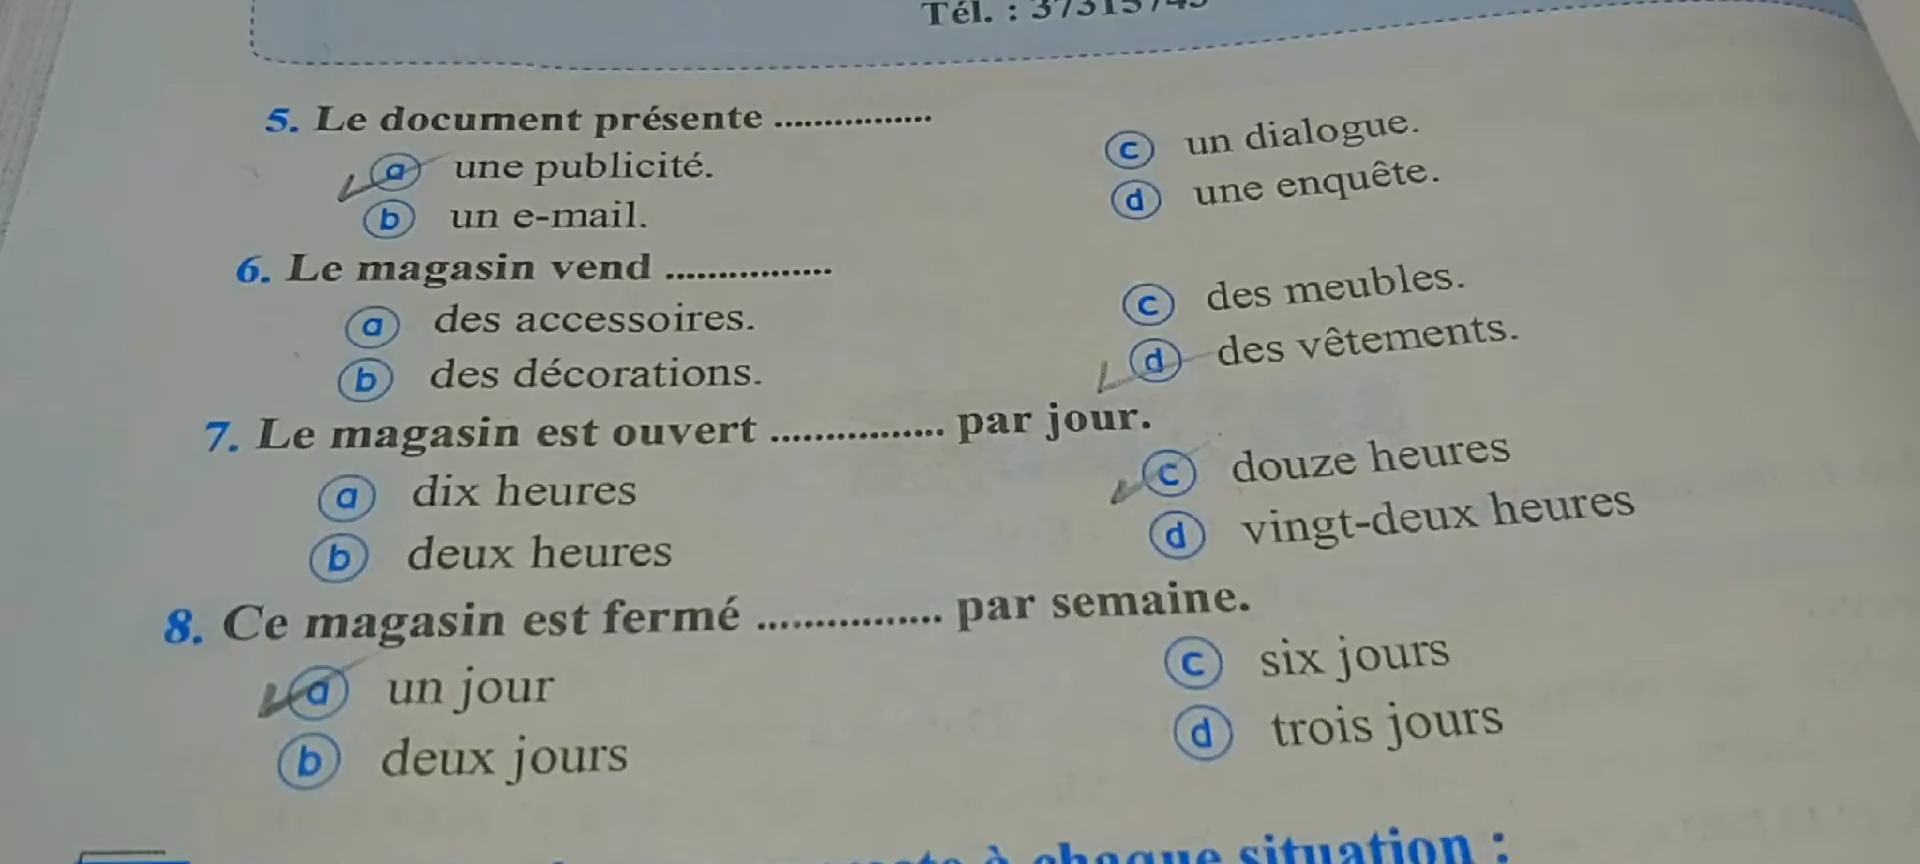 Tél. :
5. Le document présente ................
a une publicité.
b un e-mail.
c un dialogue.
d une enquête.
6. Le magasin vend ................
a des accessoires.
b des décorations.
c des meubles.
d des vêtements.
7. Le magasin est ouvert ................ par jour.
a dix heures
b deux heures
c douze heures
d vingt-deux heures
8. Ce magasin est fermé ................ par semaine.
a un jour
b deux jours
c six jours
d trois jours
à chaque situation :